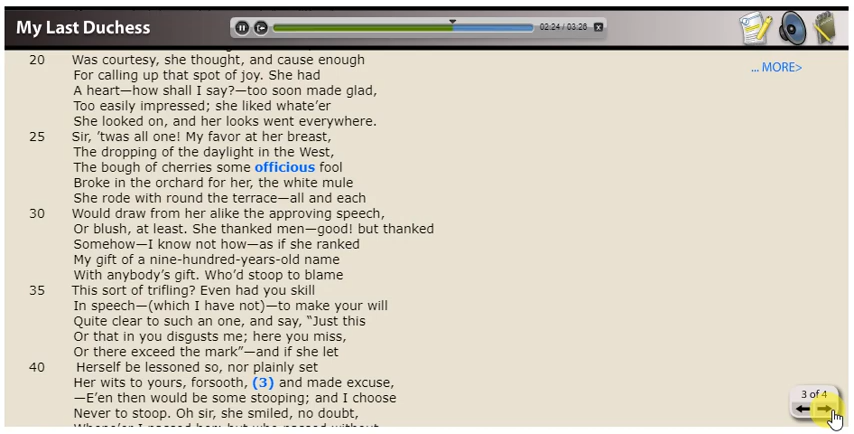 My Last Duchess
02:24 / 03:26 x
20 Was courtesy, she thought, and cause enough
... MORE>
For calling up that spot of joy. She had
A heart—how shall I say?—too soon made glad,
Too easily impressed; she liked whate'er
She looked on, and her looks went everywhere.
25 Sir, 'twas all one! My favor at her breast,
The dropping of the daylight in the West,
The bough of cherries some officious fool
Broke in the orchard for her, the white mule
She rode with round the terrace—all and each
30 Would draw from her alike the approving speech,
Or blush, at least. She thanked men—good! but thanked
Somehow—I know not how—as if she ranked
My gift of a nine-hundred-years-old name
With anybody's gift. Who'd stoop to blame
35 This sort of trifling? Even had you skill
In speech—(which I have not)—to make your will
Quite clear to such an one, and say, “Just this
Or that in you disgusts me; here you miss,
Or there exceed the mark”—and if she let
40 Herself be lessoned so, nor plainly set
Her wits to yours, forsooth, (3) and made excuse,
—E'en then would be some stooping; and I choose
Never to stoop. Oh sir, she smiled, no doubt,
Whene'er I passed her; but who passed without
3 of 4